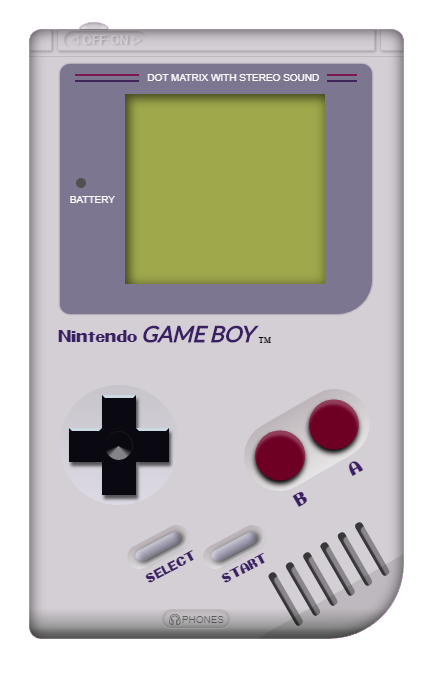 OFF ON
DOT MATRIX WITH STEREO SOUND
BATTERY
Nintendo GAME BOY TM
A
B
SELECT
START
PHONES